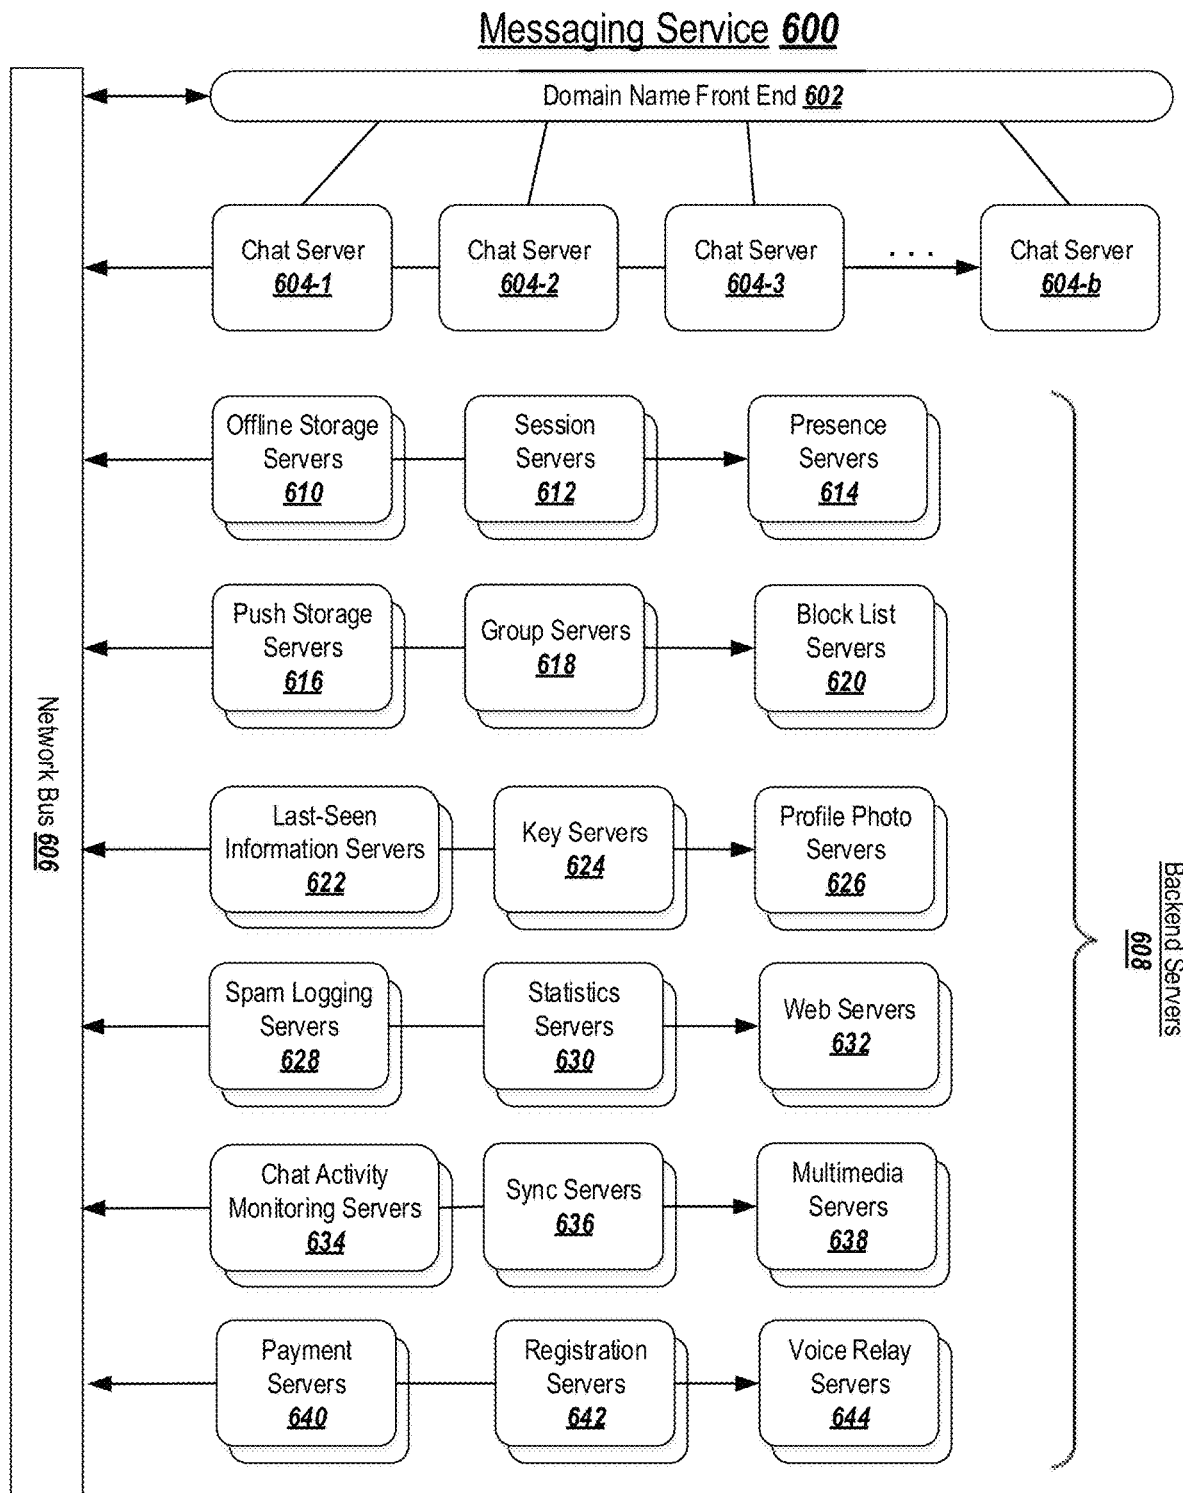 Messaging Service 600
Domain Name Front End 602
Chat Server
604-1
Chat Server
604-2
Chat Server
604-3
. . .
Chat Server
604-b
Offline Storage
Servers
610
Session
Servers
612
Presence
Servers
614
Push Storage
Servers
616
Group Servers
618
Block List
Servers
620
Network Bus 606
Last-Seen
Information Servers
622
Key Servers
624
Profile Photo
Servers
626
Backend Servers
608
Spam Logging
Servers
628
Statistics
Servers
630
Web Servers
632
Chat Activity
Monitoring Servers
634
Sync Servers
636
Multimedia
Servers
638
Payment
Servers
640
Registration
Servers
642
Voice Relay
Servers
644